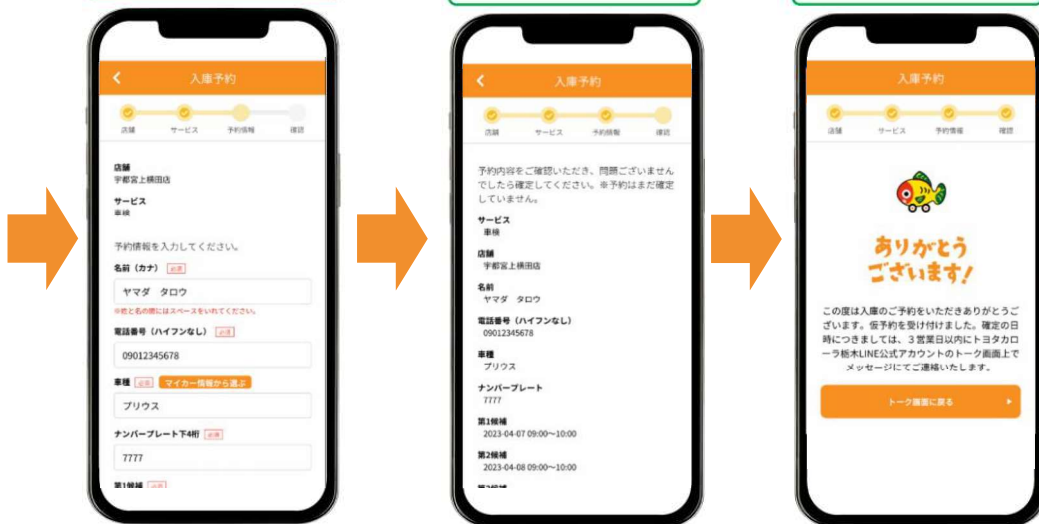 入庫予約
店舗 サービス 予約情報 確認
店舗
宇都宮上横田店
サービス
車検
予約情報を入力してください。
名前（カナ） 必須
ヤマダ タロウ
※姓と名の間にはスペースをいれてください。
電話番号（ハイフンなし） 必須
09012345678
車種 必須 マイカー情報から選ぶ
プリウス
ナンバープレート下4桁 必須
7777
第1候補 必須
入庫予約
店舗 サービス 予約情報 確認
予約内容をご確認いただき、問題ございません
でしたら確定してください。※予約はまだ確定
していません。
サービス
車検
店舗
宇都宮上横田店
名前
ヤマダ タロウ
電話番号（ハイフンなし）
09012345678
車種
プリウス
ナンバープレート
7777
第1候補
2023-04-07 09:00～10:00
第2候補
2023-04-08 09:00～10:00
入庫予約
店舗 サービス 予約情報 確認
ありがとう
ございます!
この度は入庫のご予約をいただきありがとうご
ざいます。仮予約を受け付けました。確定の日
時につきましては、3営業日以内にトヨタカロ
ーラ栃木LINE公式アカウントのトーク画面上で
メッセージにてご連絡いたします。
トーク画面に戻る